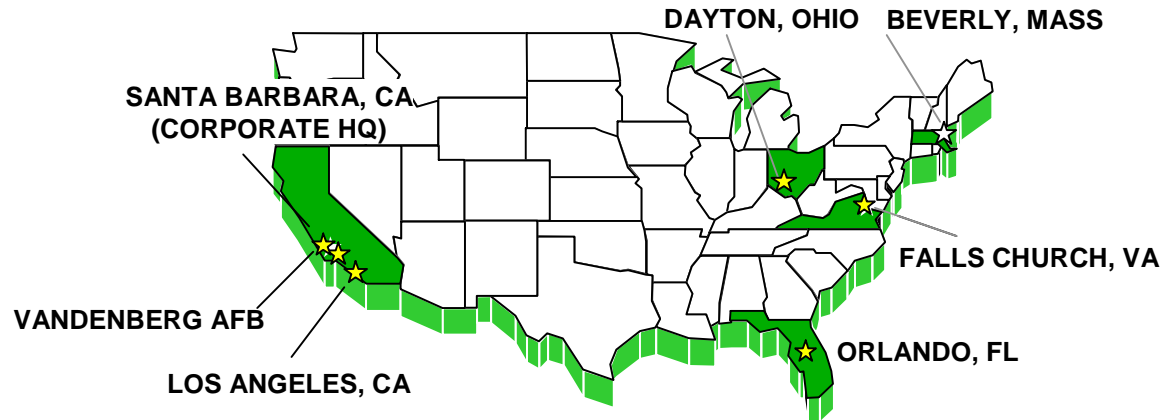 DAYTON, OHIO
BEVERLY, MASS
SANTA BARBARA, CA
(CORPORATE HQ)
FALLS CHURCH, VA
VANDENBERG AFB
ORLANDO, FL
LOS ANGELES, CA